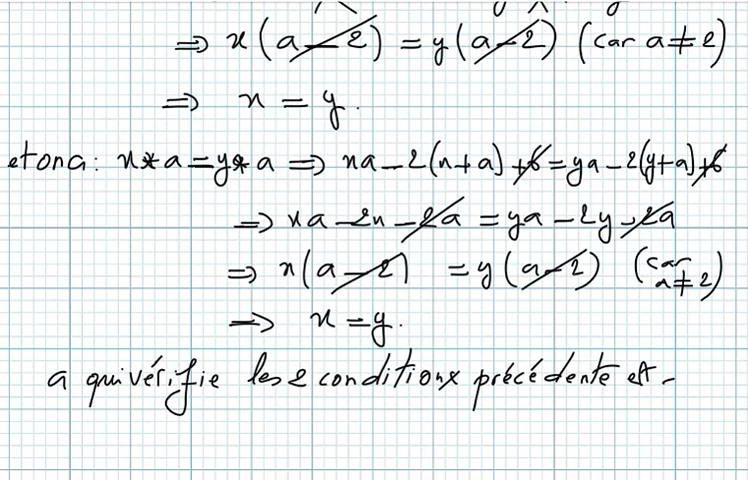 ⇒ x(a-2) = y(a-2) (car a≠2)
⇒ x = y.
et on a: x*a = y*a ⇒ xa-2(x+a)+6 = ya-2(y+a)+6
⇒ xa-2x-2a = ya-2y-2a
⇒ x(a-2) = y(a-2) (car a≠2)
⇒ x = y.
a qui vérifie les 2 conditions précédente est -